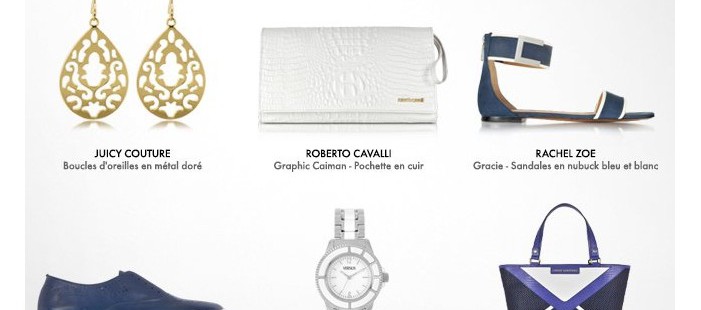 JUICY COUTURE
Boucles d'oreilles en métal doré
ROBERTO CAVALLI
Graphic Caiman - Pochette en cuir
RACHEL ZOE
Gracie - Sandales en nubuck bleu et blanc
VERSUS